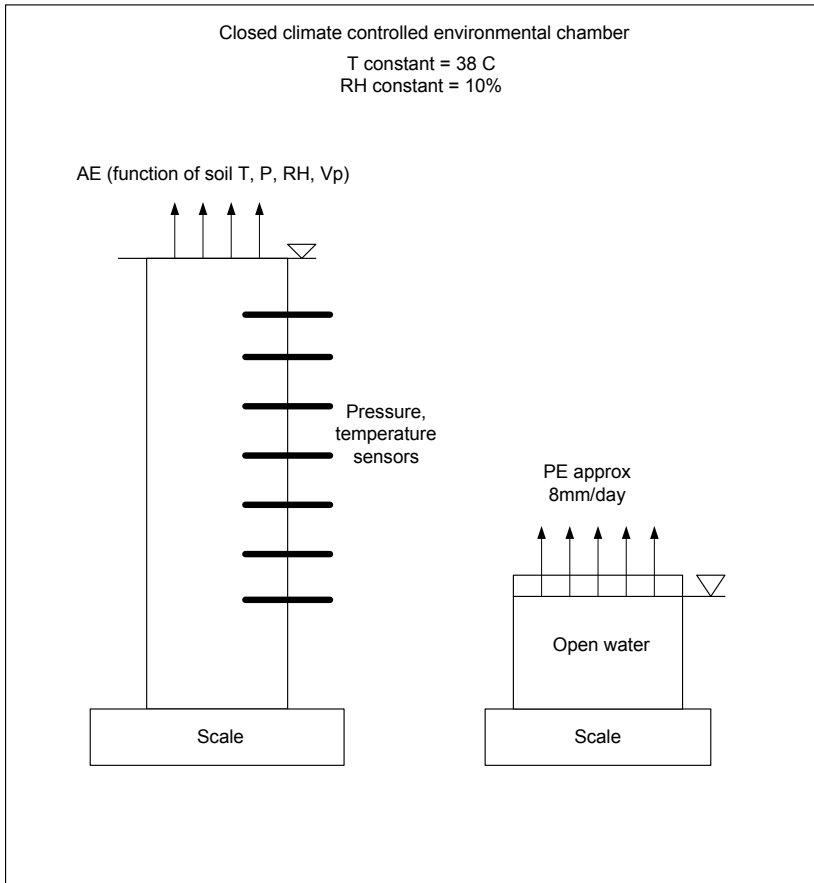 Closed climate controlled environmental chamber
T constant = 38 C
RH constant = 10%
AE (function of soil T, P, RH, Vp)
Pressure,
temperature
sensors
PE approx
8mm/day
Open water
Scale
Scale